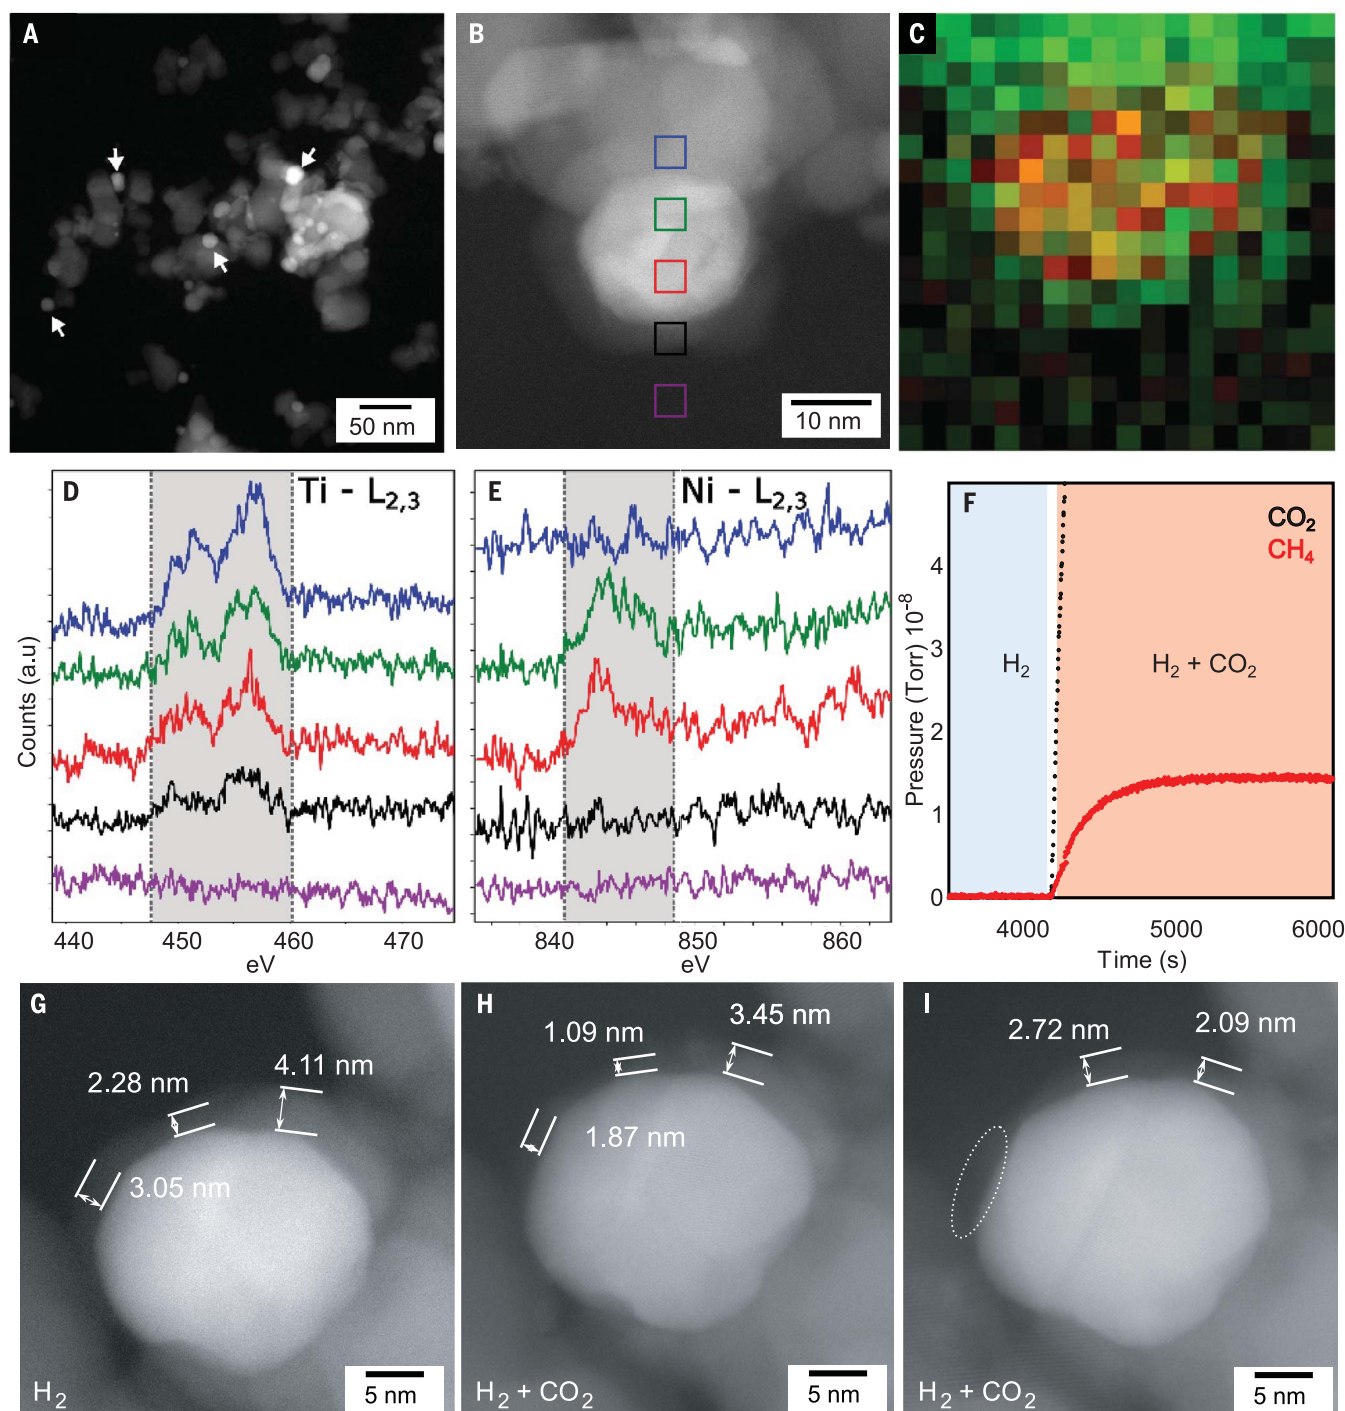 A
50 nm
B
10 nm
C
D
Ti - L2,3
Counts (a.u)
440 450 460 470
eV
E
Ni - L2,3
840 850 860
eV
F
CO2
CH4
H2
H2 + CO2
Pressure (Torr) 10-8
4
3
2
1
0
4000 5000 6000
Time (s)
G
2.28 nm
4.11 nm
3.05 nm
H2
5 nm
H
1.09 nm
3.45 nm
1.87 nm
H2 + CO2
5 nm
I
2.72 nm
2.09 nm
H2 + CO2
5 nm